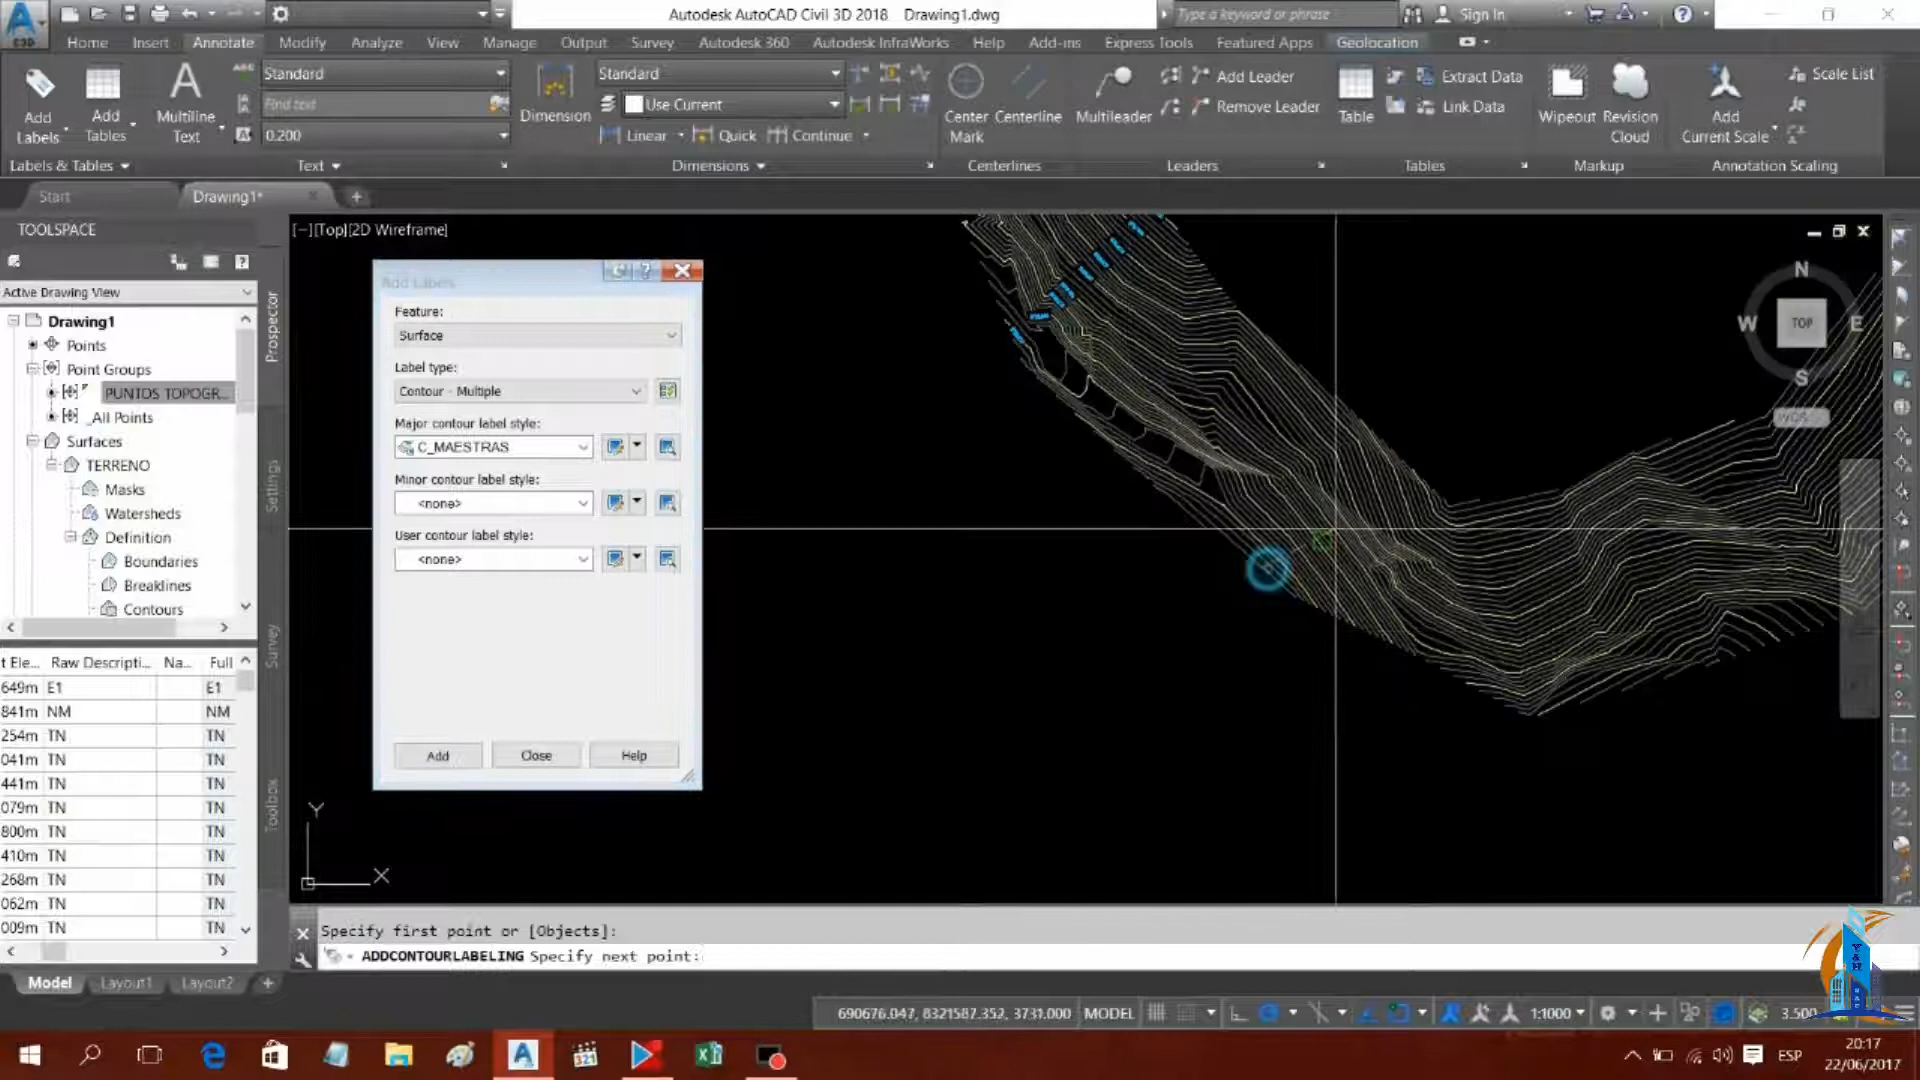 Autodesk AutoCAD Civil 3D 2018 Drawing1.dwg
Type a keyword or phrase
Sign In
Home Insert Annotate Modify Analyze View Manage Output Survey Autodesk 360 Autodesk InfraWorks Help Add-ins Express Tools Featured Apps Geolocation
Add Labels
Add Tables
Multiline Text
Standard
Find text
0.200
Dimension
Standard
Use Current
Linear Quick Continue
Center Mark
Centerline
Multileader
Add Leader
Remove Leader
Table
Extract Data
Link Data
Wipeout
Revision Cloud
Add Current Scale
Scale List
Labels & Tables Text Dimensions Centerlines Leaders Tables Markup Annotation Scaling
Start Drawing1*
TOOLSPACE
Active Drawing View
Drawing1
Points
Point Groups
PUNTOS TOPOGR...
_All Points
Surfaces
TERRENO
Masks
Watersheds
Definition
Boundaries
Breaklines
Contours
Prospector
Settings
Survey
Toolbox
t Ele... Raw Descripti... Na... Full
649m E1 E1
841m NM NM
254m TN TN
041m TN TN
441m TN TN
079m TN TN
800m TN TN
410m TN TN
268m TN TN
062m TN TN
009m TN TN
[−][Top][2D Wireframe]
Add Labels
Feature:
Surface
Label type:
Contour - Multiple
Major contour label style:
C_MAESTRAS
Minor contour label style:
<none>
User contour label style:
<none>
Add Close Help
N
W TOP E
S
WCS
Y
X
Specify first point or [Objects]:
ADDCONTOURLABELING Specify next point:
Model Layout1 Layout2 +
690676.047, 8321587.352, 3731.000 MODEL 1:1000 3.500
ESP
20:17
22/06/2017